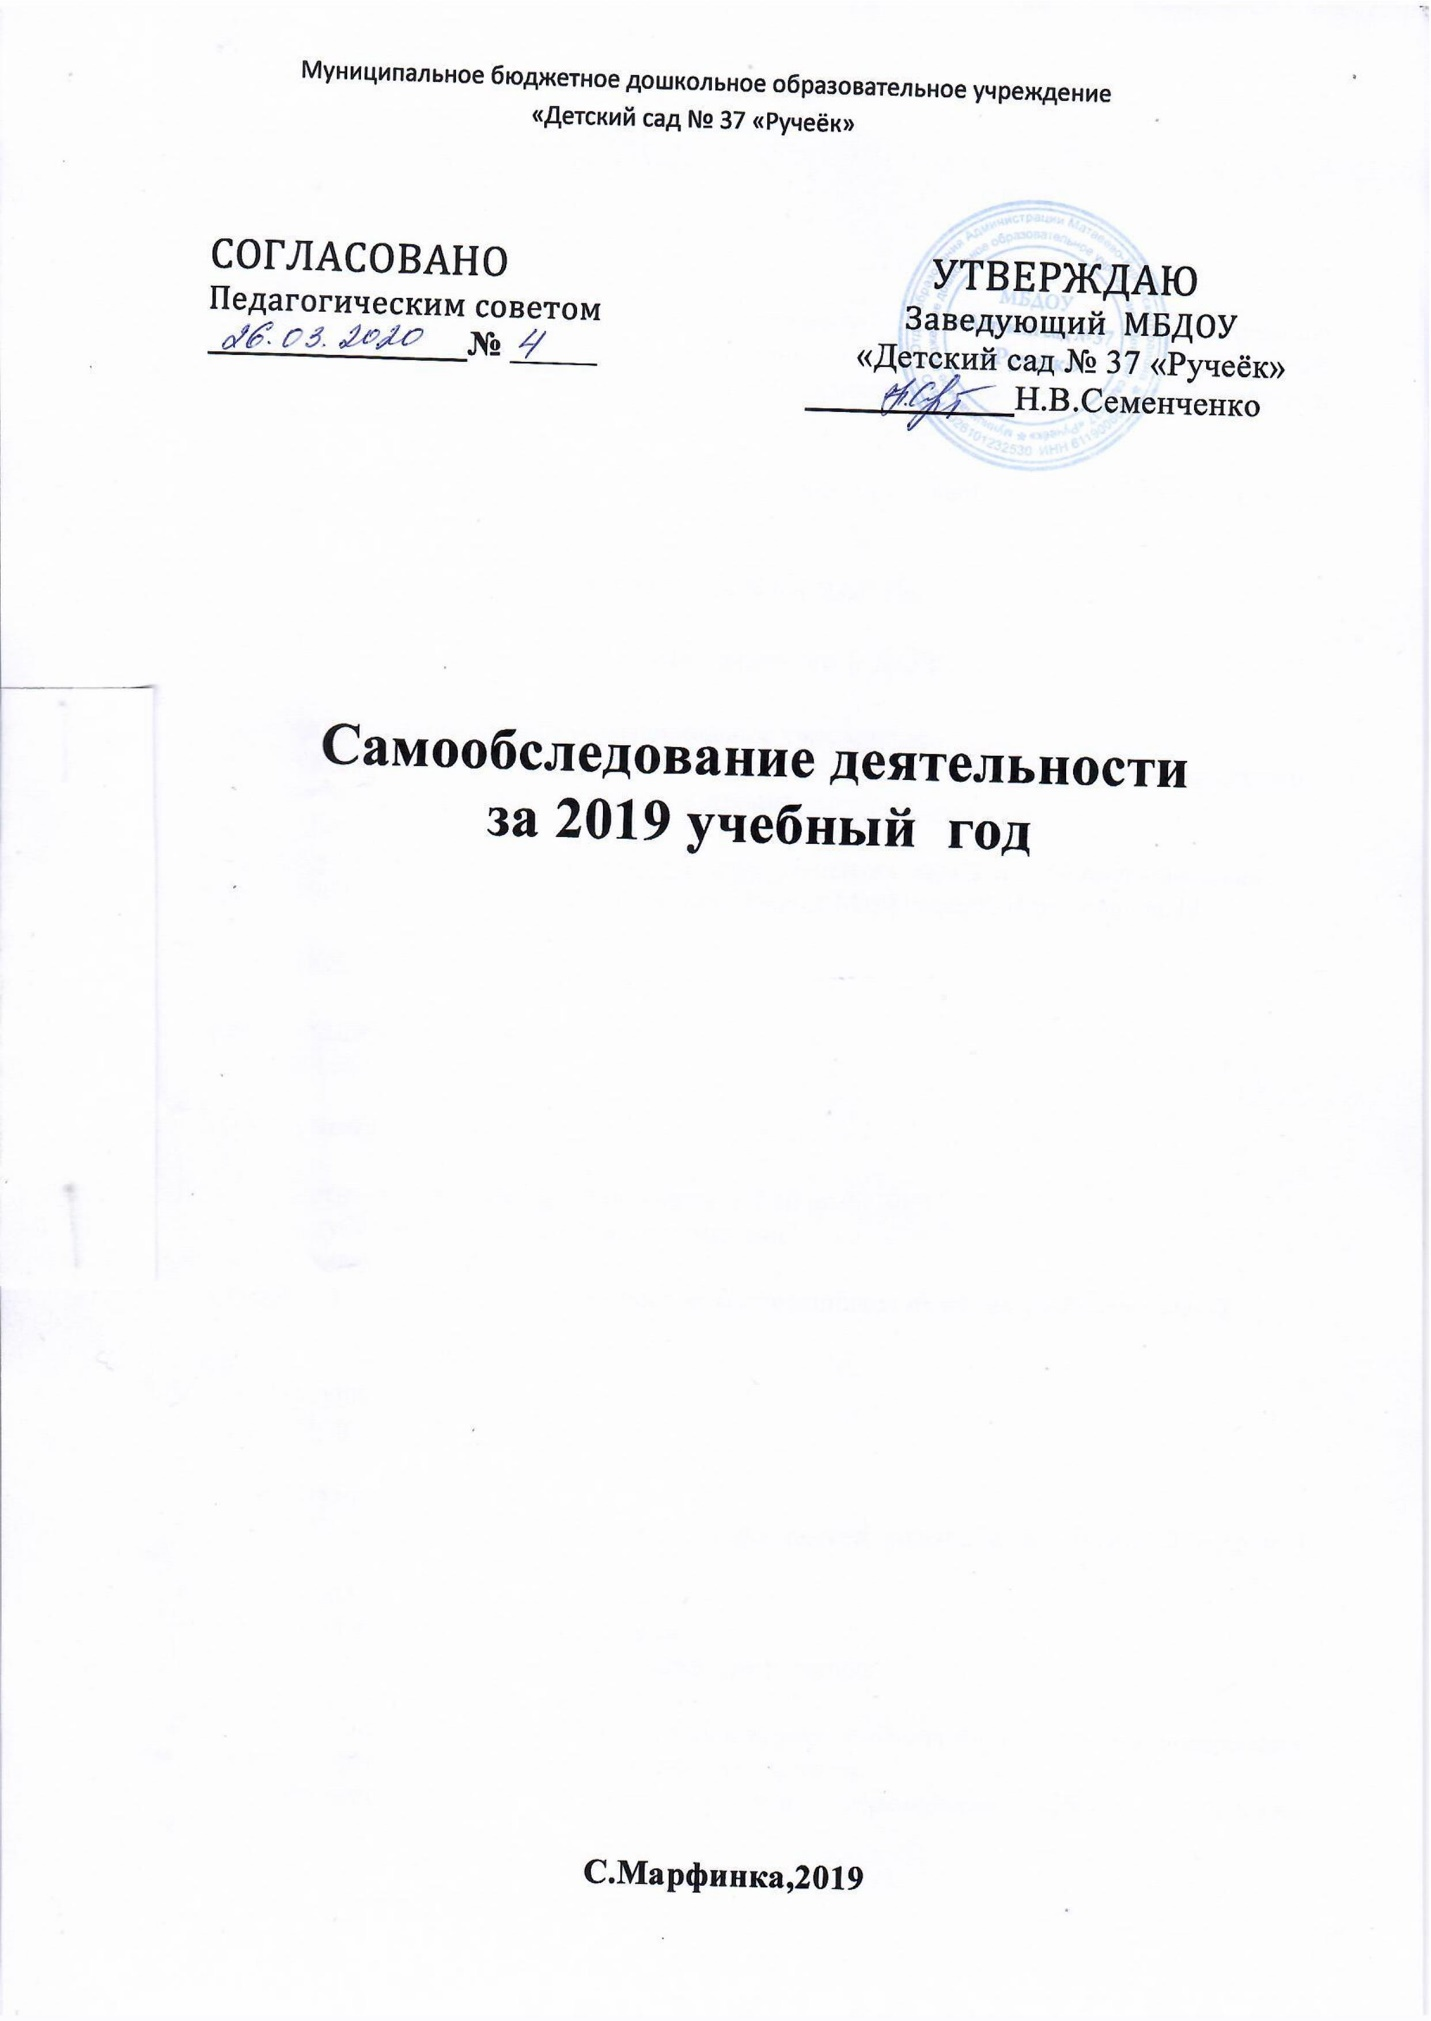 Муниципальное бюджетное дошкольное образовательное учреждение
«Детский сад № 37 «Ручеёк»
СОГЛАСОВАНО
Педагогическим советом
26.03.2020 № 4
УТВЕРЖДАЮ
Заведующий МБДОУ
«Детский сад № 37 «Ручеёк»
Н.В.Семенченко
МБДОУ
Самообследование деятельности
за 2019 учебный год
С.Марфинка,2019